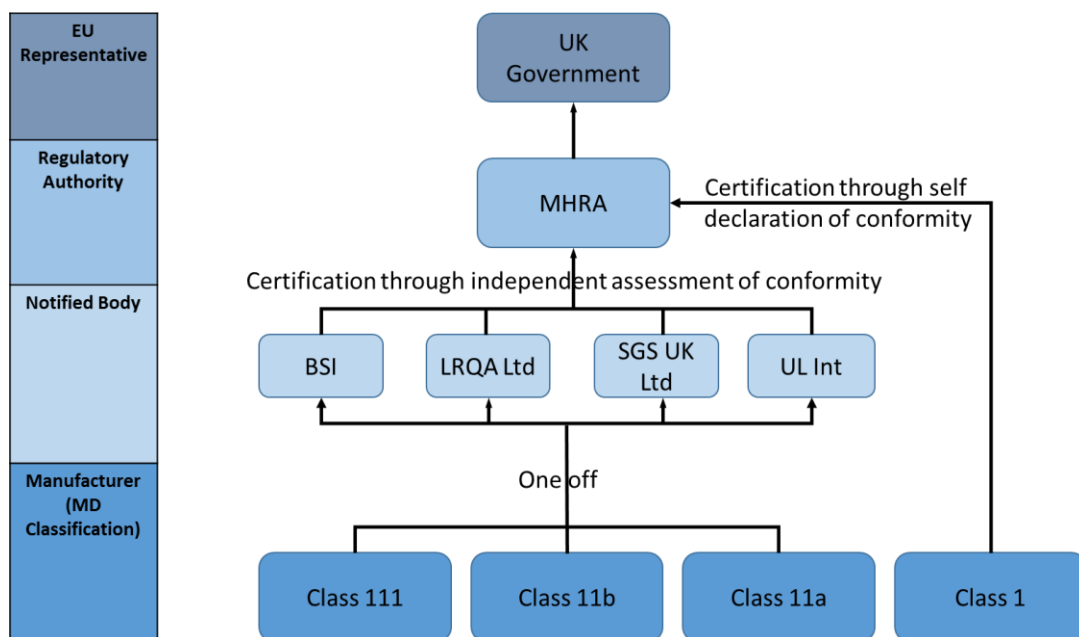 EU
Representative
UK
Government
Regulatory
Authority
MHRA
Certification through self
declaration of conformity
Certification through independent assessment of conformity
Notified Body
BSI
LRQA Ltd
SGS UK
Ltd
UL Int
Manufacturer
(MD
Classification)
One off
Class 111
Class 11b
Class 11a
Class 1